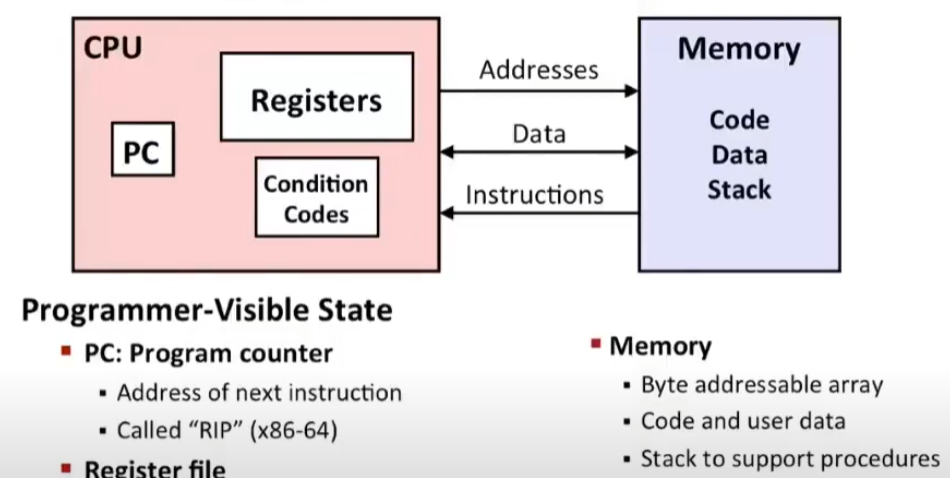 CPU
Registers
PC
Condition
Codes
Addresses
Data
Instructions
Memory
Code
Data
Stack
Programmer-Visible State
▪ PC: Program counter
▪ Address of next instruction
▪ Called “RIP” (x86-64)
▪ Register file
▪ Memory
▪ Byte addressable array
▪ Code and user data
▪ Stack to support procedures